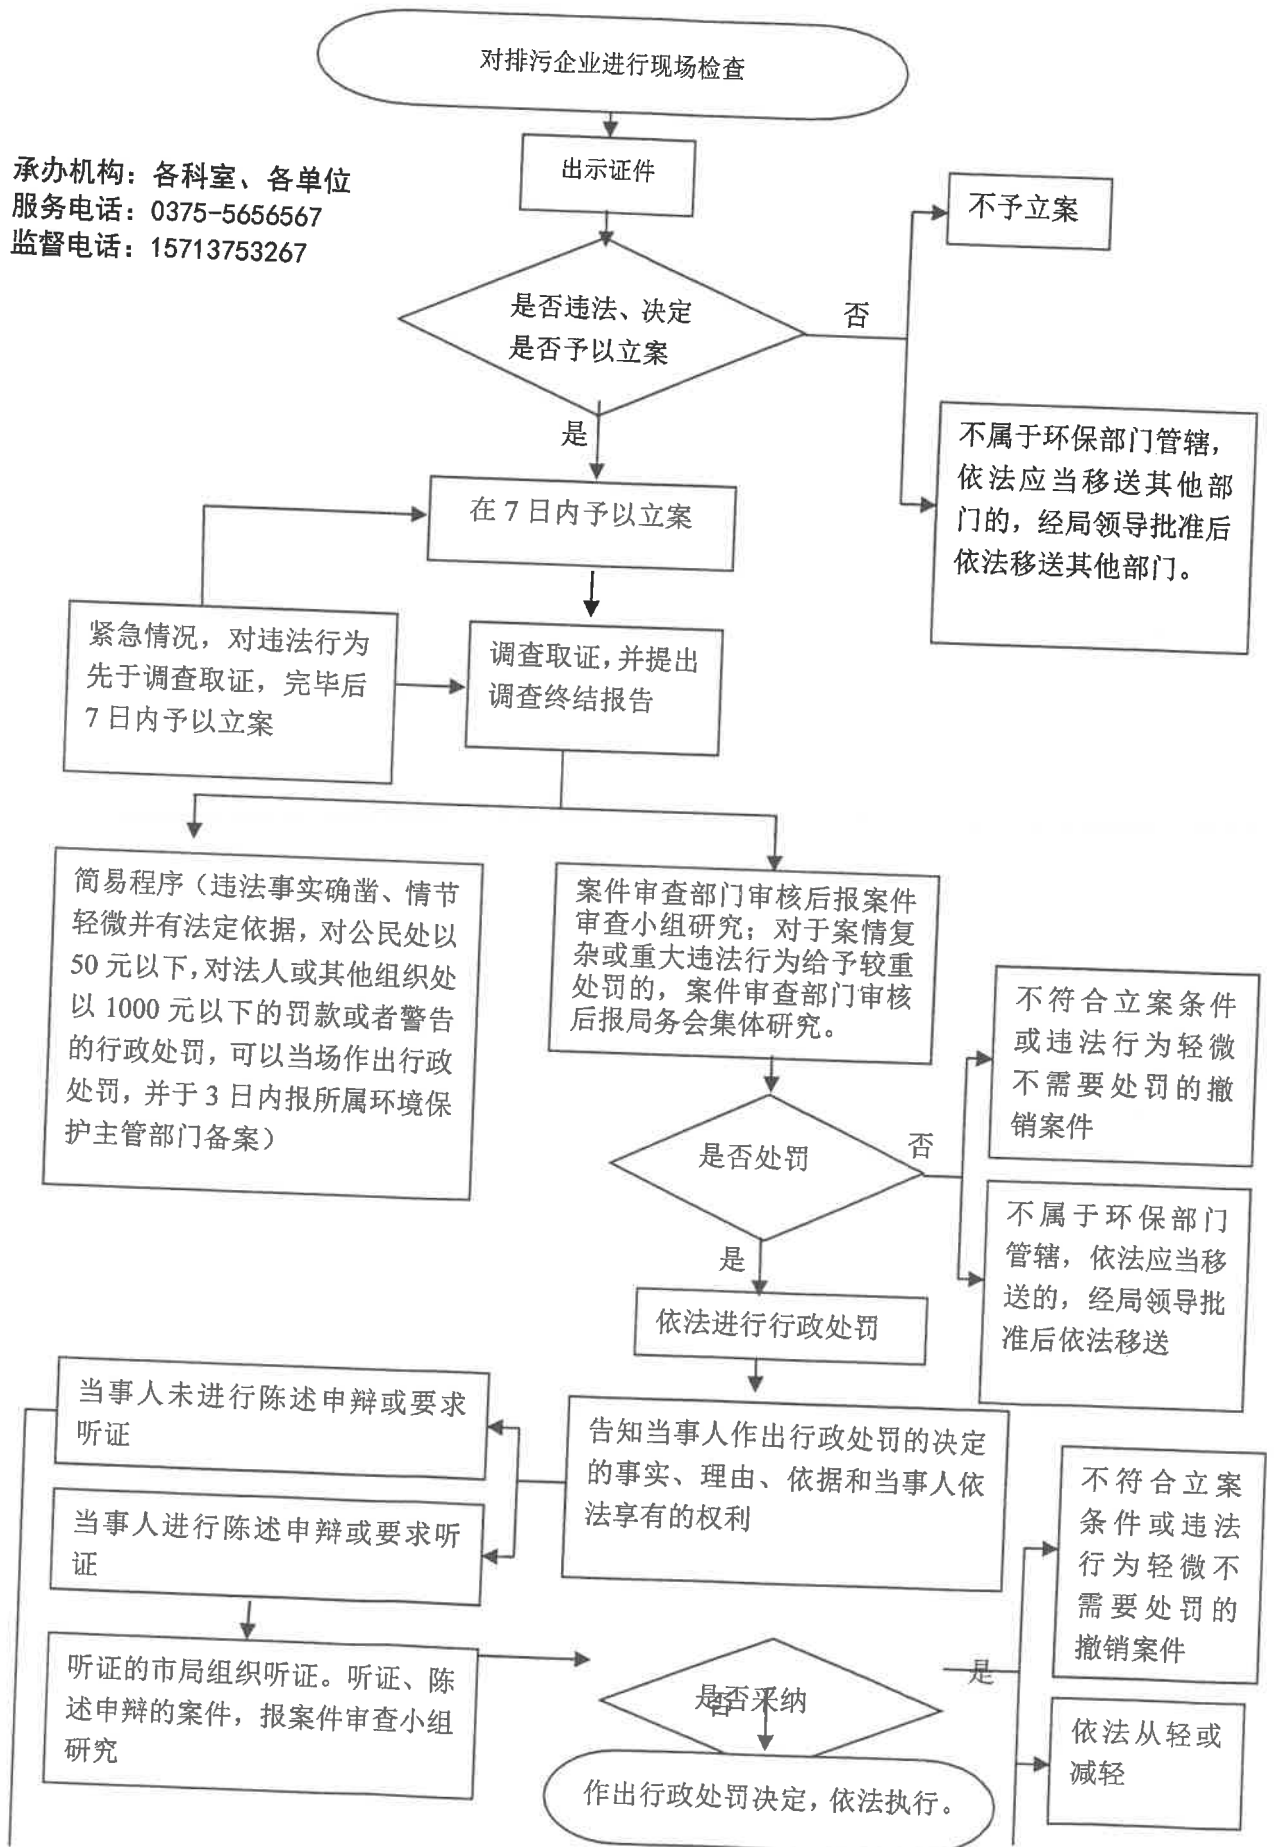 对排污企业进行现场检查
出示证件
承办机构：各科室、各单位
服务电话：0375-5656567
监督电话：15713753267
不予立案
是否违法、决定
是否予以立案
否
是
不属于环保部门管辖，
依法应当移送其他部
门的，经局领导批准后
依法移送其他部门。
在 7 日内予以立案
紧急情况，对违法行为
先于调查取证，完毕后
7 日内予以立案
调查取证，并提出
调查终结报告
简易程序（违法事实确凿、情节
轻微并有法定依据，对公民处以
50 元以下，对法人或其他组织处
以 1000 元以下的罚款或者警告
的行政处罚，可以当场作出行政
处罚，并于 3 日内报所属环境保
护主管部门备案）
案件审查部门审核后报案件
审查小组研究；对于案情复
杂或重大违法行为给予较重
处罚的，案件审查部门审核
后报局务会集体研究。
不符合立案条件
或违法行为轻微
不需要处罚的撤
销案件
是否处罚
否
是
不属于环保部门
管辖，依法应当移
送的，经局领导批
准后依法移送
依法进行行政处罚
当事人未进行陈述申辩或要求
听证
告知当事人作出行政处罚的决定
的事实、理由、依据和当事人依
法享有的权利
当事人进行陈述申辩或要求听
证
不符合立案
条件或违法
行为轻微不
需要处罚的
撤销案件
听证的市局组织听证。听证、陈
述申辩的案件，报案件审查小组
研究
是否采纳
否
是
依法从轻或
减轻
作出行政处罚决定，依法执行。